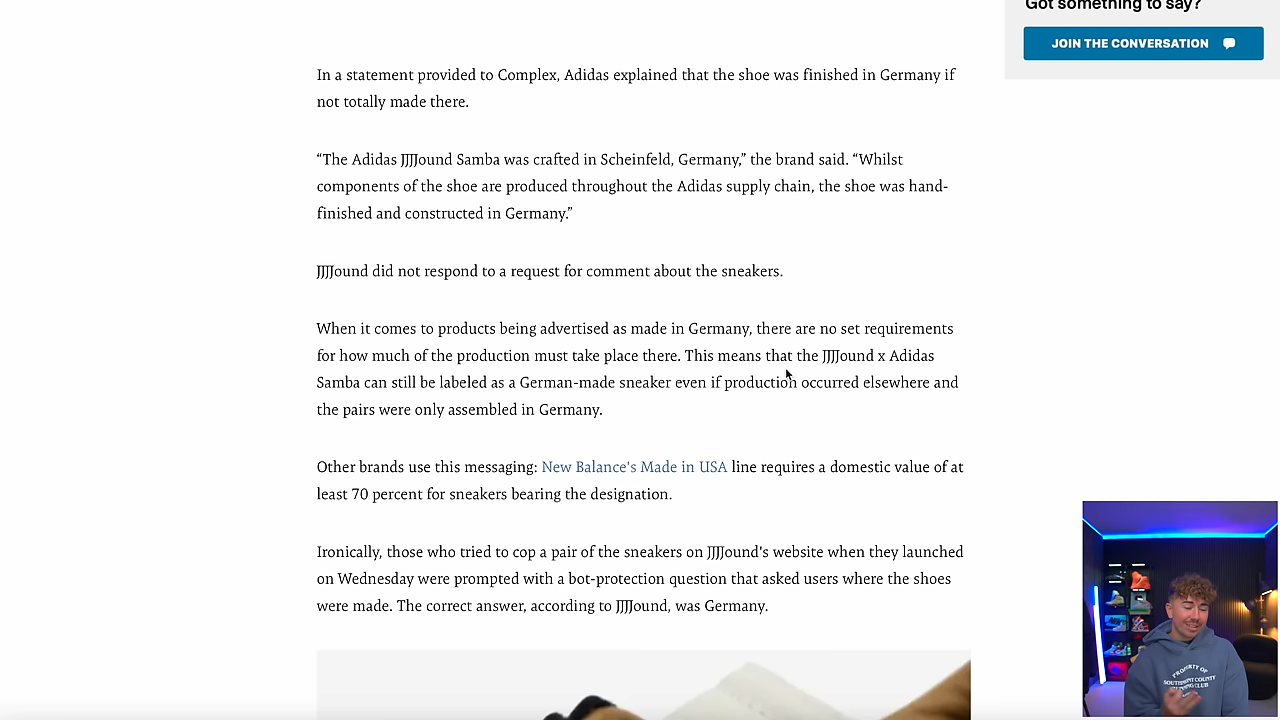 Got something to say?
JOIN THE CONVERSATION
In a statement provided to Complex, Adidas explained that the shoe was finished in Germany if
not totally made there.
“The Adidas JJJJound Samba was crafted in Scheinfeld, Germany,” the brand said. “Whilst
components of the shoe are produced throughout the Adidas supply chain, the shoe was hand-
finished and constructed in Germany.”
JJJJound did not respond to a request for comment about the sneakers.
When it comes to products being advertised as made in Germany, there are no set requirements
for how much of the production must take place there. This means that the JJJJound x Adidas
Samba can still be labeled as a German-made sneaker even if production occurred elsewhere and
the pairs were only assembled in Germany.
Other brands use this messaging: New Balance's Made in USA line requires a domestic value of at
least 70 percent for sneakers bearing the designation.
Ironically, those who tried to cop a pair of the sneakers on JJJJound's website when they launched
on Wednesday were prompted with a bot-protection question that asked users where the shoes
were made. The correct answer, according to JJJJound, was Germany.
PROPERTY OF
COUNTY
CLUB